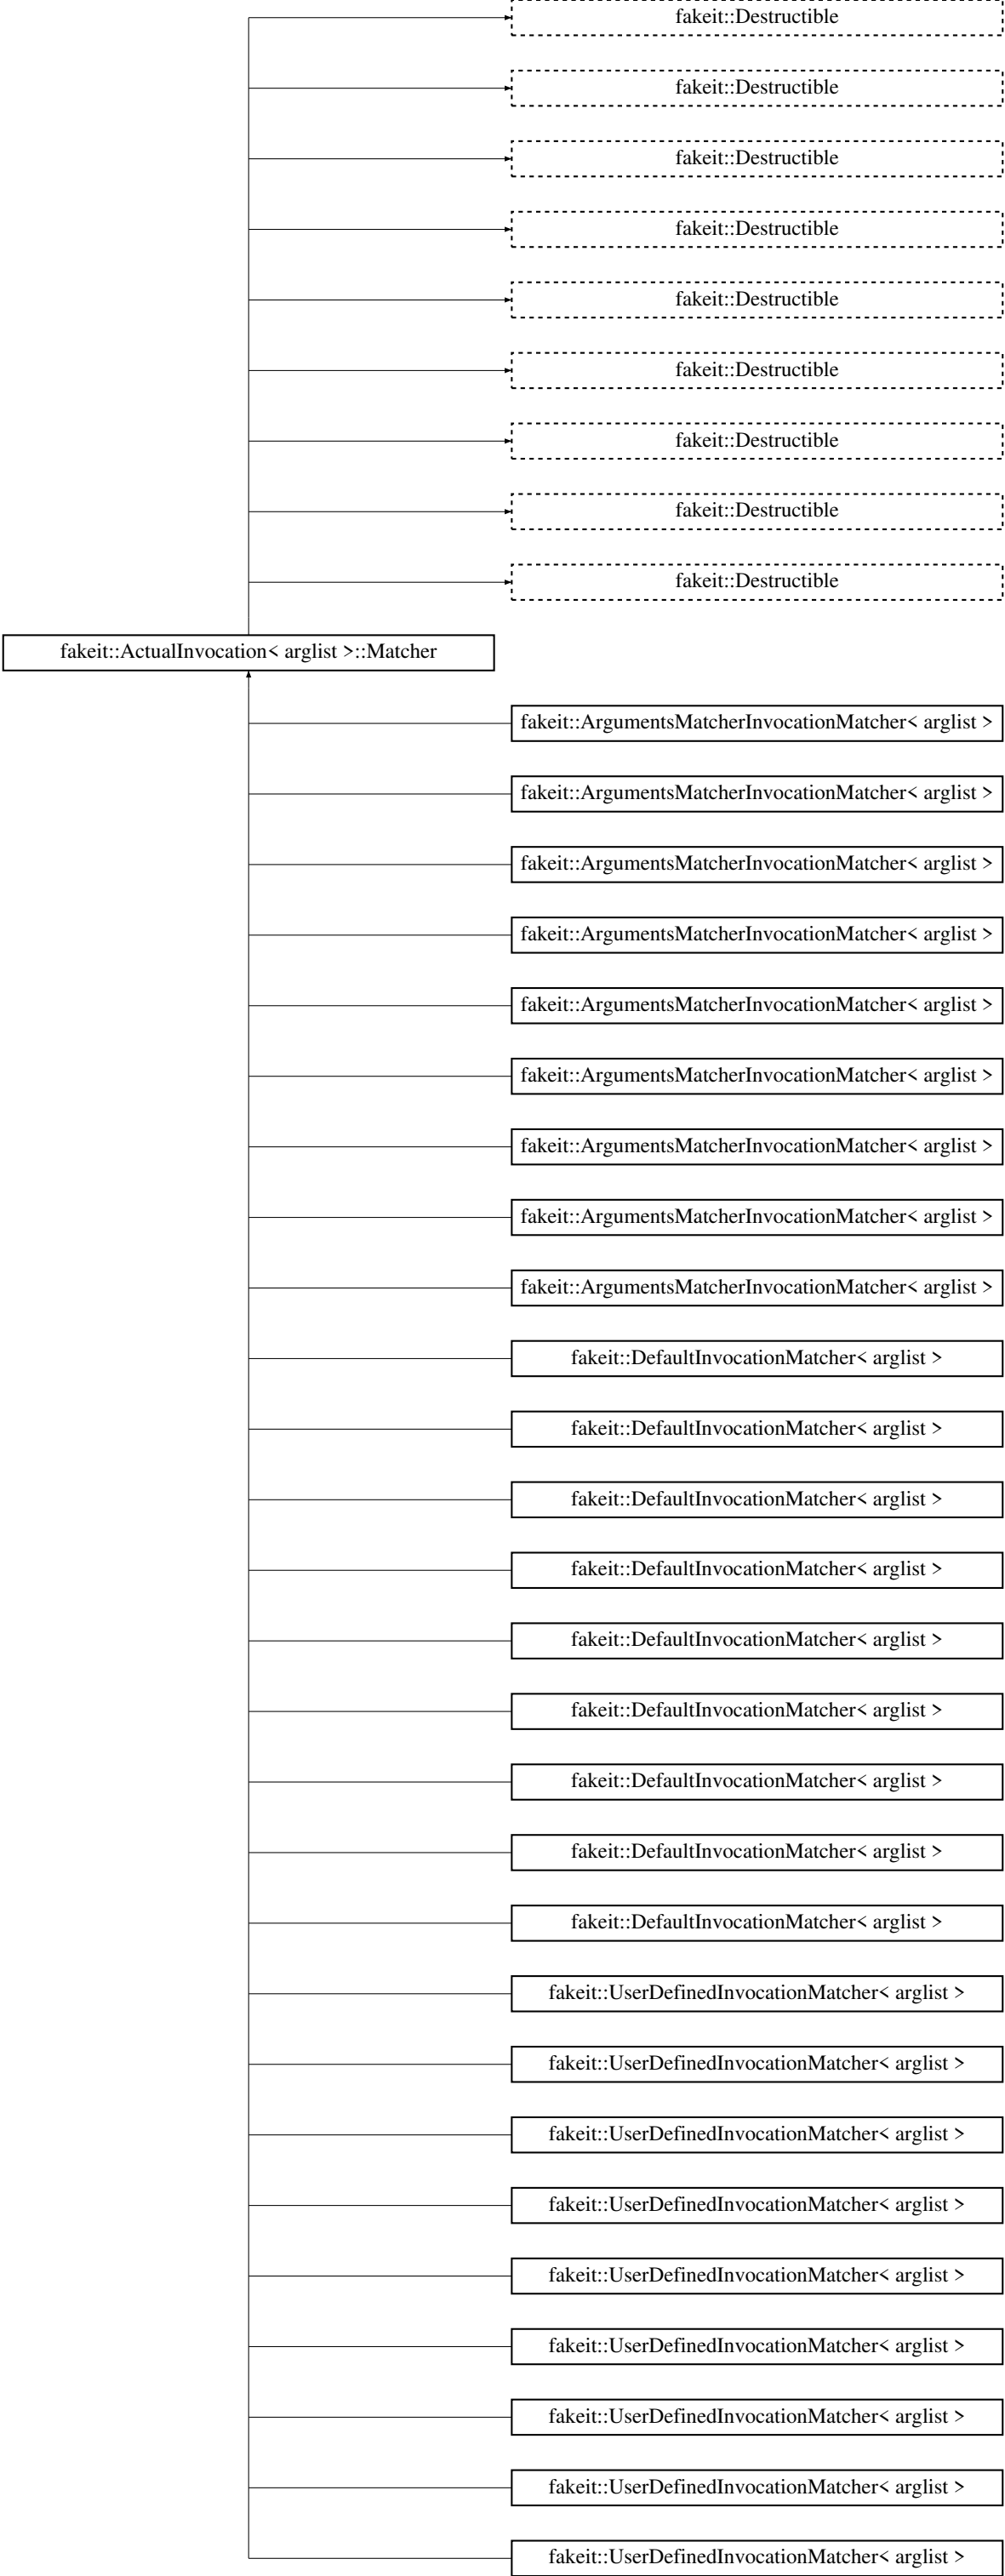 fakeit::Destructible
fakeit::Destructible
fakeit::Destructible
fakeit::Destructible
fakeit::Destructible
fakeit::Destructible
fakeit::Destructible
fakeit::Destructible
fakeit::Destructible
fakeit::ActualInvocation< arglist >::Matcher
fakeit::ArgumentsMatcherInvocationMatcher< arglist >
fakeit::ArgumentsMatcherInvocationMatcher< arglist >
fakeit::ArgumentsMatcherInvocationMatcher< arglist >
fakeit::ArgumentsMatcherInvocationMatcher< arglist >
fakeit::ArgumentsMatcherInvocationMatcher< arglist >
fakeit::ArgumentsMatcherInvocationMatcher< arglist >
fakeit::ArgumentsMatcherInvocationMatcher< arglist >
fakeit::ArgumentsMatcherInvocationMatcher< arglist >
fakeit::ArgumentsMatcherInvocationMatcher< arglist >
fakeit::DefaultInvocationMatcher< arglist >
fakeit::DefaultInvocationMatcher< arglist >
fakeit::DefaultInvocationMatcher< arglist >
fakeit::DefaultInvocationMatcher< arglist >
fakeit::DefaultInvocationMatcher< arglist >
fakeit::DefaultInvocationMatcher< arglist >
fakeit::DefaultInvocationMatcher< arglist >
fakeit::DefaultInvocationMatcher< arglist >
fakeit::DefaultInvocationMatcher< arglist >
fakeit::UserDefinedInvocationMatcher< arglist >
fakeit::UserDefinedInvocationMatcher< arglist >
fakeit::UserDefinedInvocationMatcher< arglist >
fakeit::UserDefinedInvocationMatcher< arglist >
fakeit::UserDefinedInvocationMatcher< arglist >
fakeit::UserDefinedInvocationMatcher< arglist >
fakeit::UserDefinedInvocationMatcher< arglist >
fakeit::UserDefinedInvocationMatcher< arglist >
fakeit::UserDefinedInvocationMatcher< arglist >